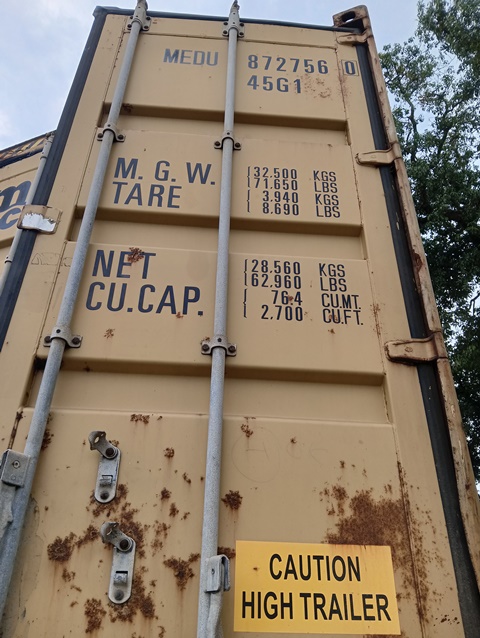 MEDU 872756 0
45G1
M. G. W. 32.500 KGS
71.650 LBS
TARE 3.940 KGS
8.690 LBS
NET 28.560 KGS
62.960 LBS
CU.CAP. 76.4 CU.MT.
2,700 CU.FT.
CAUTION
HIGH TRAILER